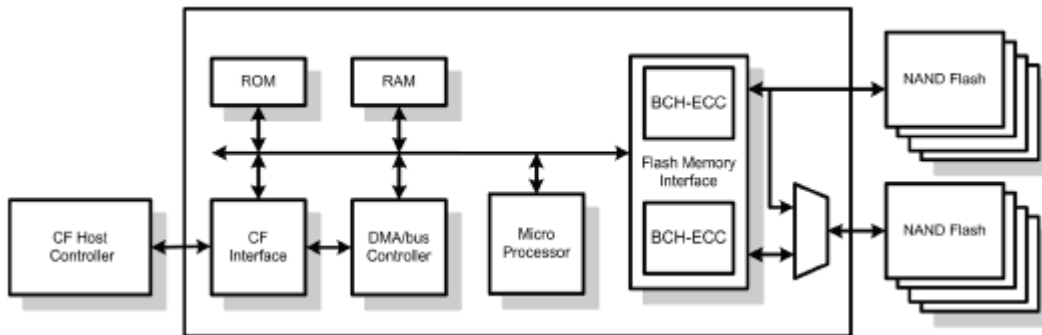 ROM
RAM
BCH-ECC
NAND Flash
Flash Memory
Interface
CF Host
Controller
CF
Interface
DMA/bus
Controller
Micro
Processor
BCH-ECC
NAND Flash